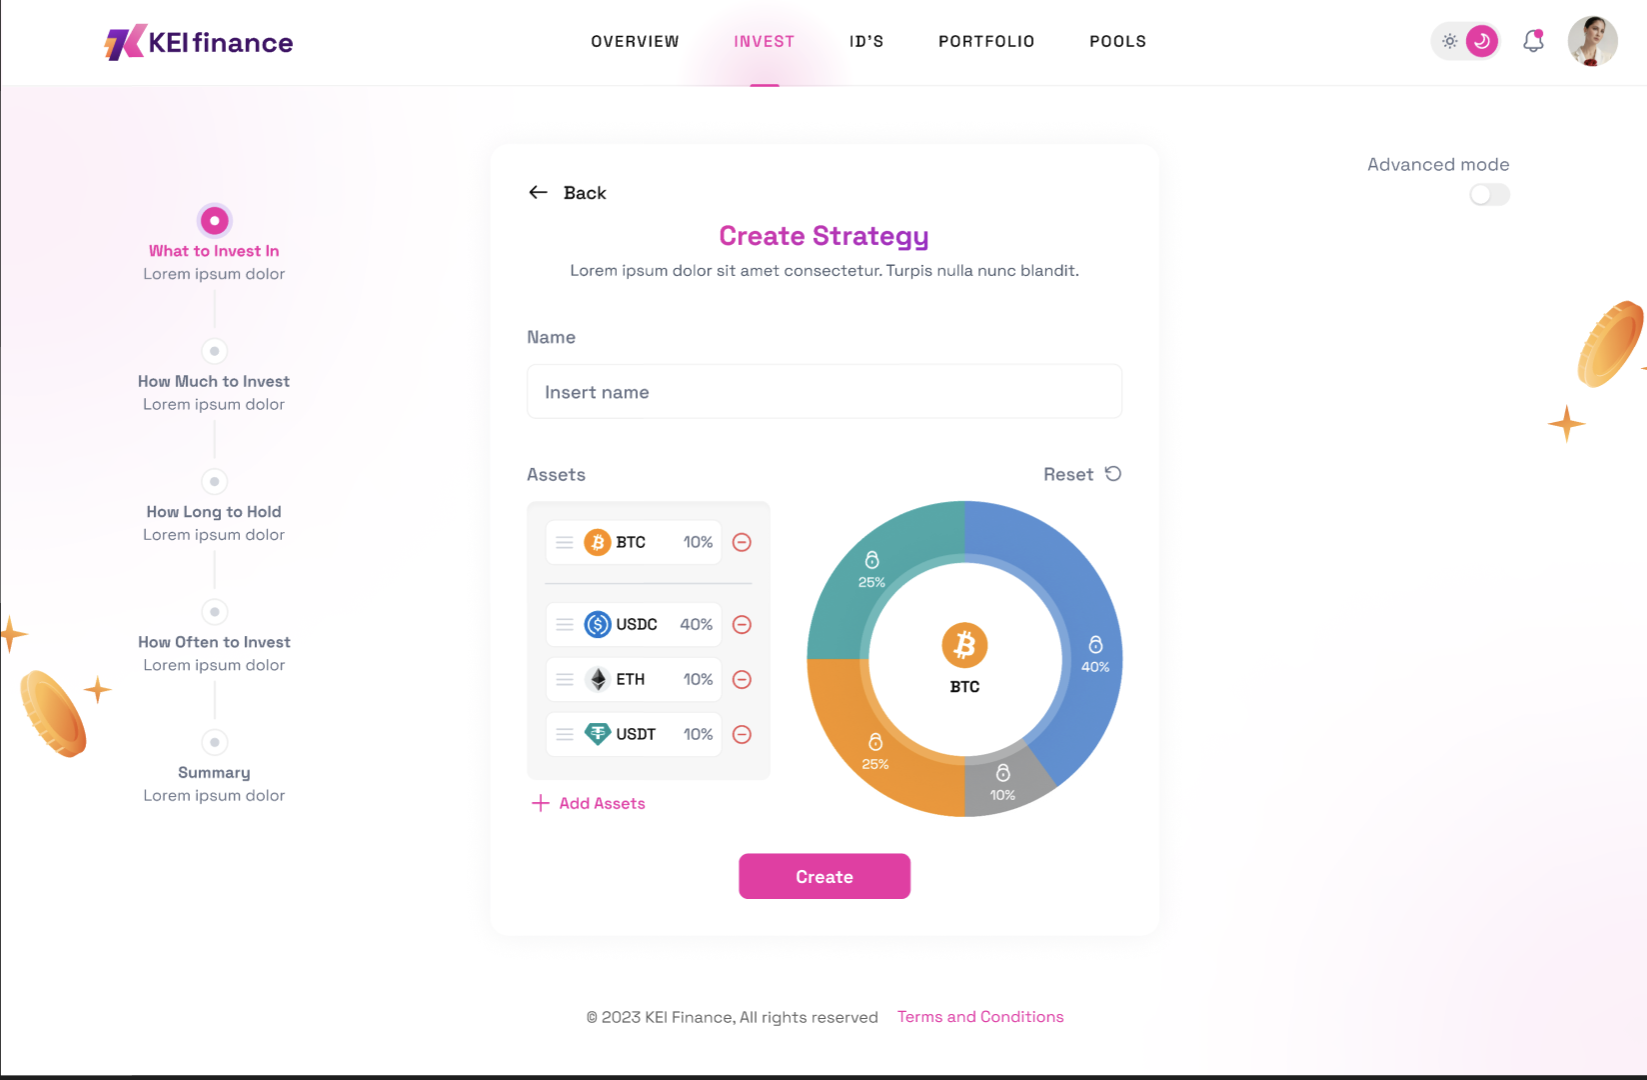 KEI finance
OVERVIEW
INVEST
ID'S
PORTFOLIO
POOLS
What to Invest In
Lorem ipsum dolor
How Much to Invest
Lorem ipsum dolor
How Long to Hold
Lorem ipsum dolor
How Often to Invest
Lorem ipsum dolor
Summary
Lorem ipsum dolor
Back
Create Strategy
Lorem ipsum dolor sit amet consectetur. Turpis nulla nunc blandit.
Name
Insert name
Assets
Reset
BTC 10%
USDC 40%
ETH 10%
USDT 10%
Add Assets
25%
40%
BTC
25%
10%
Create
Advanced mode
© 2023 KEI Finance, All rights reserved Terms and Conditions